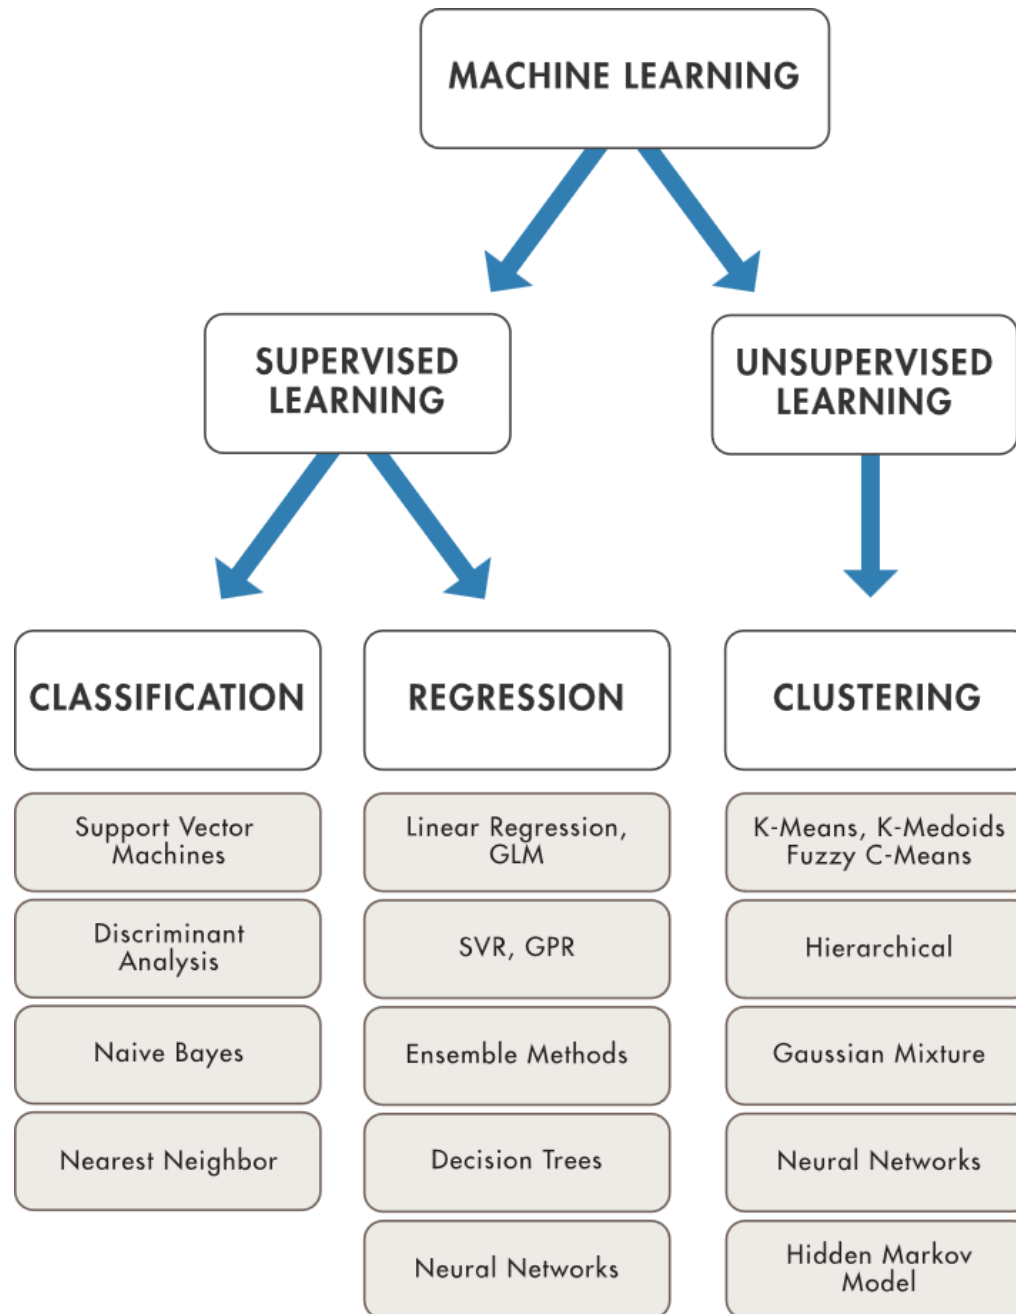 MACHINE LEARNING
SUPERVISED
LEARNING
UNSUPERVISED
LEARNING
CLASSIFICATION
Support Vector
Machines
Discriminant
Analysis
Naive Bayes
Nearest Neighbor
REGRESSION
Linear Regression,
GLM
SVR, GPR
Ensemble Methods
Decision Trees
Neural Networks
CLUSTERING
K-Means, K-Medoids
Fuzzy C-Means
Hierarchical
Gaussian Mixture
Neural Networks
Hidden Markov
Model